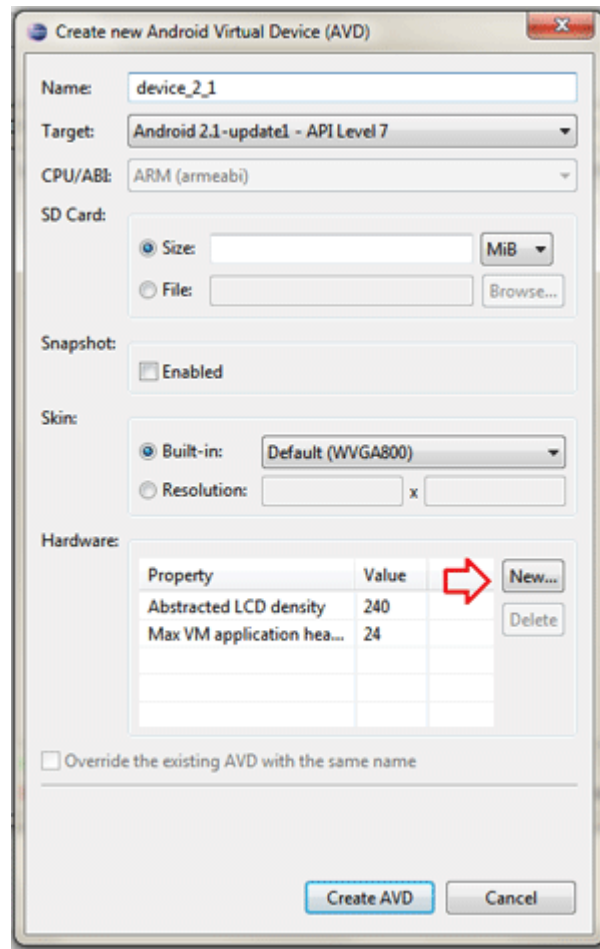 Create new Android Virtual Device (AVD)
Name: device_2_1
Target: Android 2.1-update1 - API Level 7
CPU/ABI: ARM (armeabi)
SD Card:
Size: MiB
File: Browse...
Snapshot:
Enabled
Skin:
Built-in: Default (WVGA800)
Resolution: x
Hardware:
Property Value New...
Abstracted LCD density 240
Delete
Max VM application hea... 24
Override the existing AVD with the same name
Create AVD Cancel